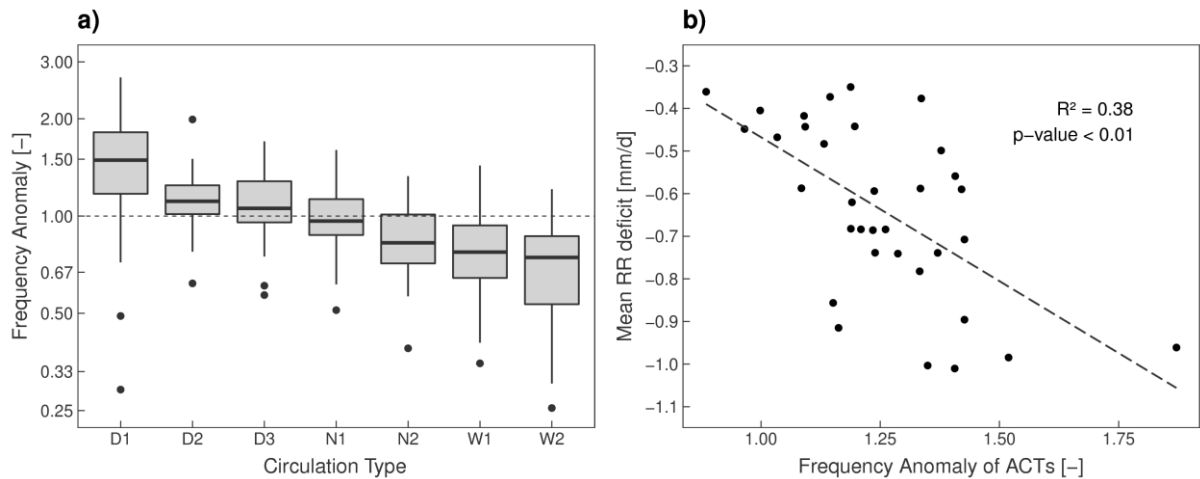 a)
Frequency Anomaly [−]
3.00
2.00
1.50
1.00
0.67
0.50
0.33
0.25
D1 D2 D3 N1 N2 W1 W2
Circulation Type
b)
Mean RR deficit [mm/d]
−0.3
−0.4
−0.5
−0.6
−0.7
−0.8
−0.9
−1.0
−1.1
R² = 0.38
p−value < 0.01
1.00 1.25 1.50 1.75
Frequency Anomaly of ACTs [−]